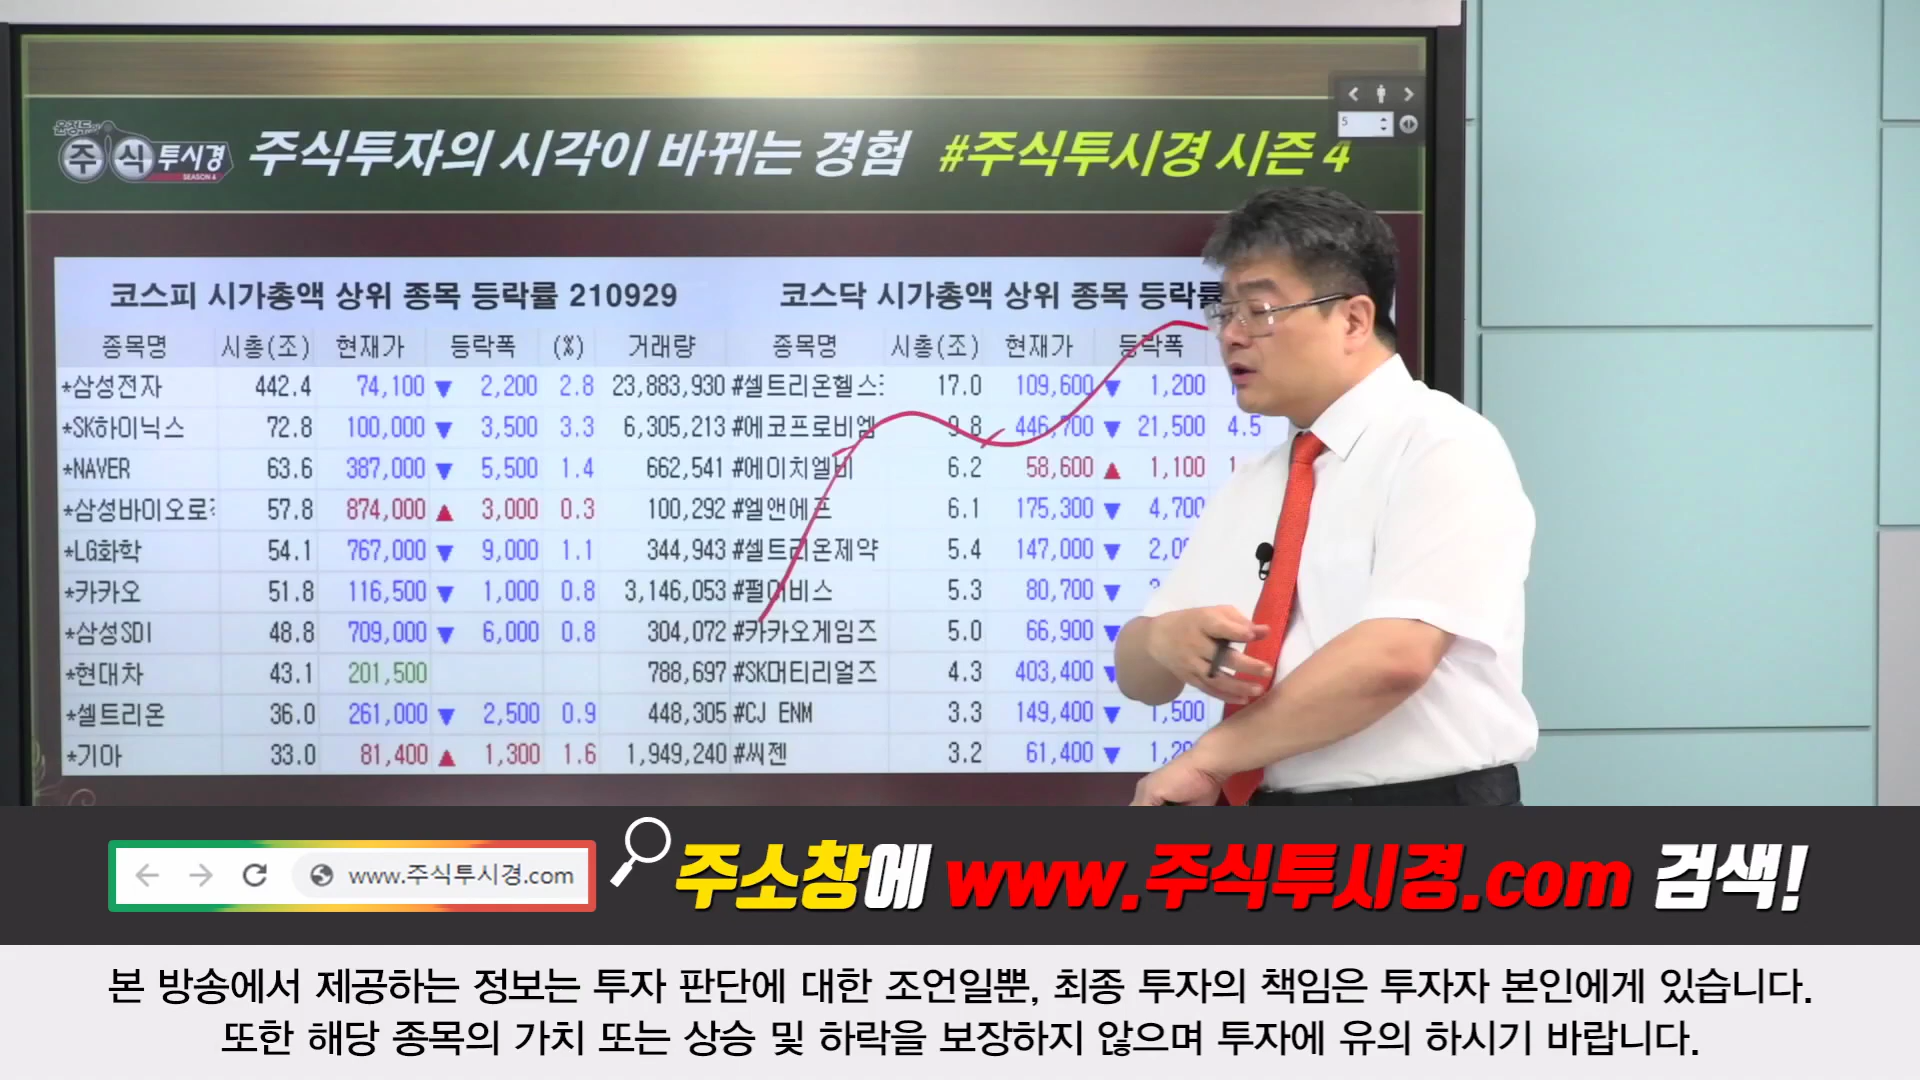 윤정두의 주식투시경 SEASON 4
주식투자의 시각이 바뀌는 경험 #주식투시경 시즌 4
5
코스피 시가총액 상위 종목 등락률 210929
종목명 시총(조) 현재가 등락폭 (%) 거래량
*삼성전자 442.4 74,100 ▼ 2,200 2.8 23,883,930
*SK하이닉스 72.8 100,000 ▼ 3,500 3.3 6,305,213
*NAVER 63.6 387,000 ▼ 5,500 1.4 662,541
*삼성바이오로 57.8 874,000 ▲ 3,000 0.3 100,292
*LG화학 54.1 767,000 ▼ 9,000 1.1 344,943
*카카오 51.8 116,500 ▼ 1,000 0.8 3,146,053
*삼성SDI 48.8 709,000 ▼ 6,000 0.8 304,072
*현대차 43.1 201,500 788,697
*셀트리온 36.0 261,000 ▼ 2,500 0.9 448,305
*기아 33.0 81,400 ▲ 1,300 1.6 1,949,240
코스닥 시가총액 상위 종목 등락률
종목명 시총(조) 현재가 등락폭
#셀트리온헬스 17.0 109,600 ▼ 1,200
#에코프로비엠 9.8 446,700 ▼ 21,500 4.5
#에이치엘비 6.2 58,600 ▲ 1,100
#엘앤에프 6.1 175,300 ▼ 4,700
#셀트리온제약 5.4 147,000 ▼
#펄어비스 5.3 80,700 ▼
#카카오게임즈 5.0 66,900 ▼
#SK머티리얼즈 4.3 403,400 ▼
#CJ ENM 3.3 149,400 ▼ 1,500
#씨젠 3.2 61,400 ▼
www.주식투시경.com
주소창에 www.주식투시경.com 검색!
본 방송에서 제공하는 정보는 투자 판단에 대한 조언일뿐, 최종 투자의 책임은 투자자 본인에게 있습니다.
또한 해당 종목의 가치 또는 상승 및 하락을 보장하지 않으며 투자에 유의 하시기 바랍니다.